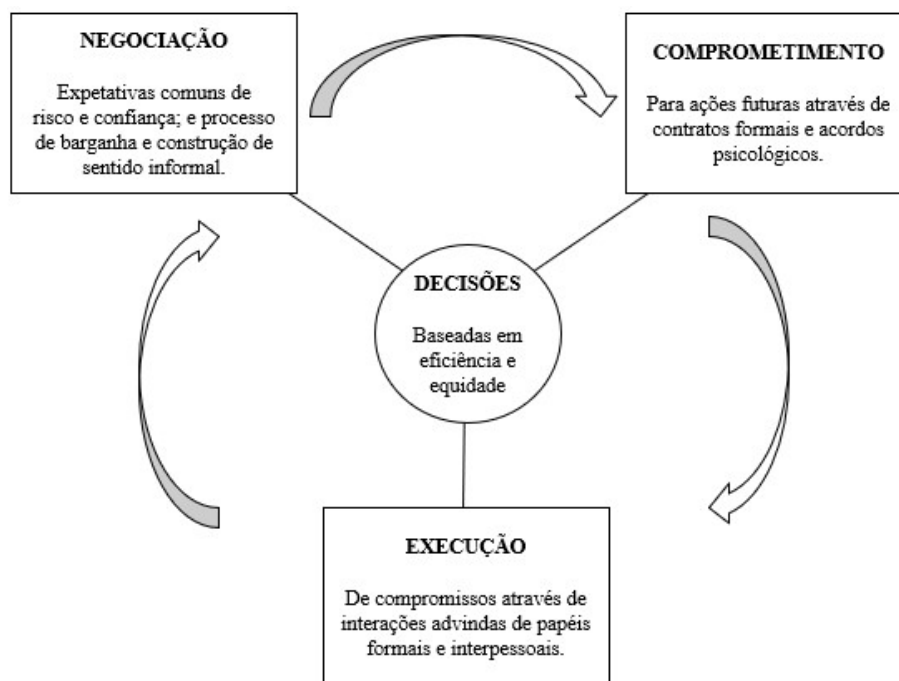 NEGOCIAÇÃO
Expetativas comuns de
risco e confiança; e processo
de barganha e construção de
sentido informal.
COMPROMETIMENTO
Para ações futuras através de
contratos formais e acordos
psicológicos.
DECISÕES
Baseadas em
eficiência e
equidade
EXECUÇÃO
De compromissos através de
interações advindas de papéis
formais e interpessoais.